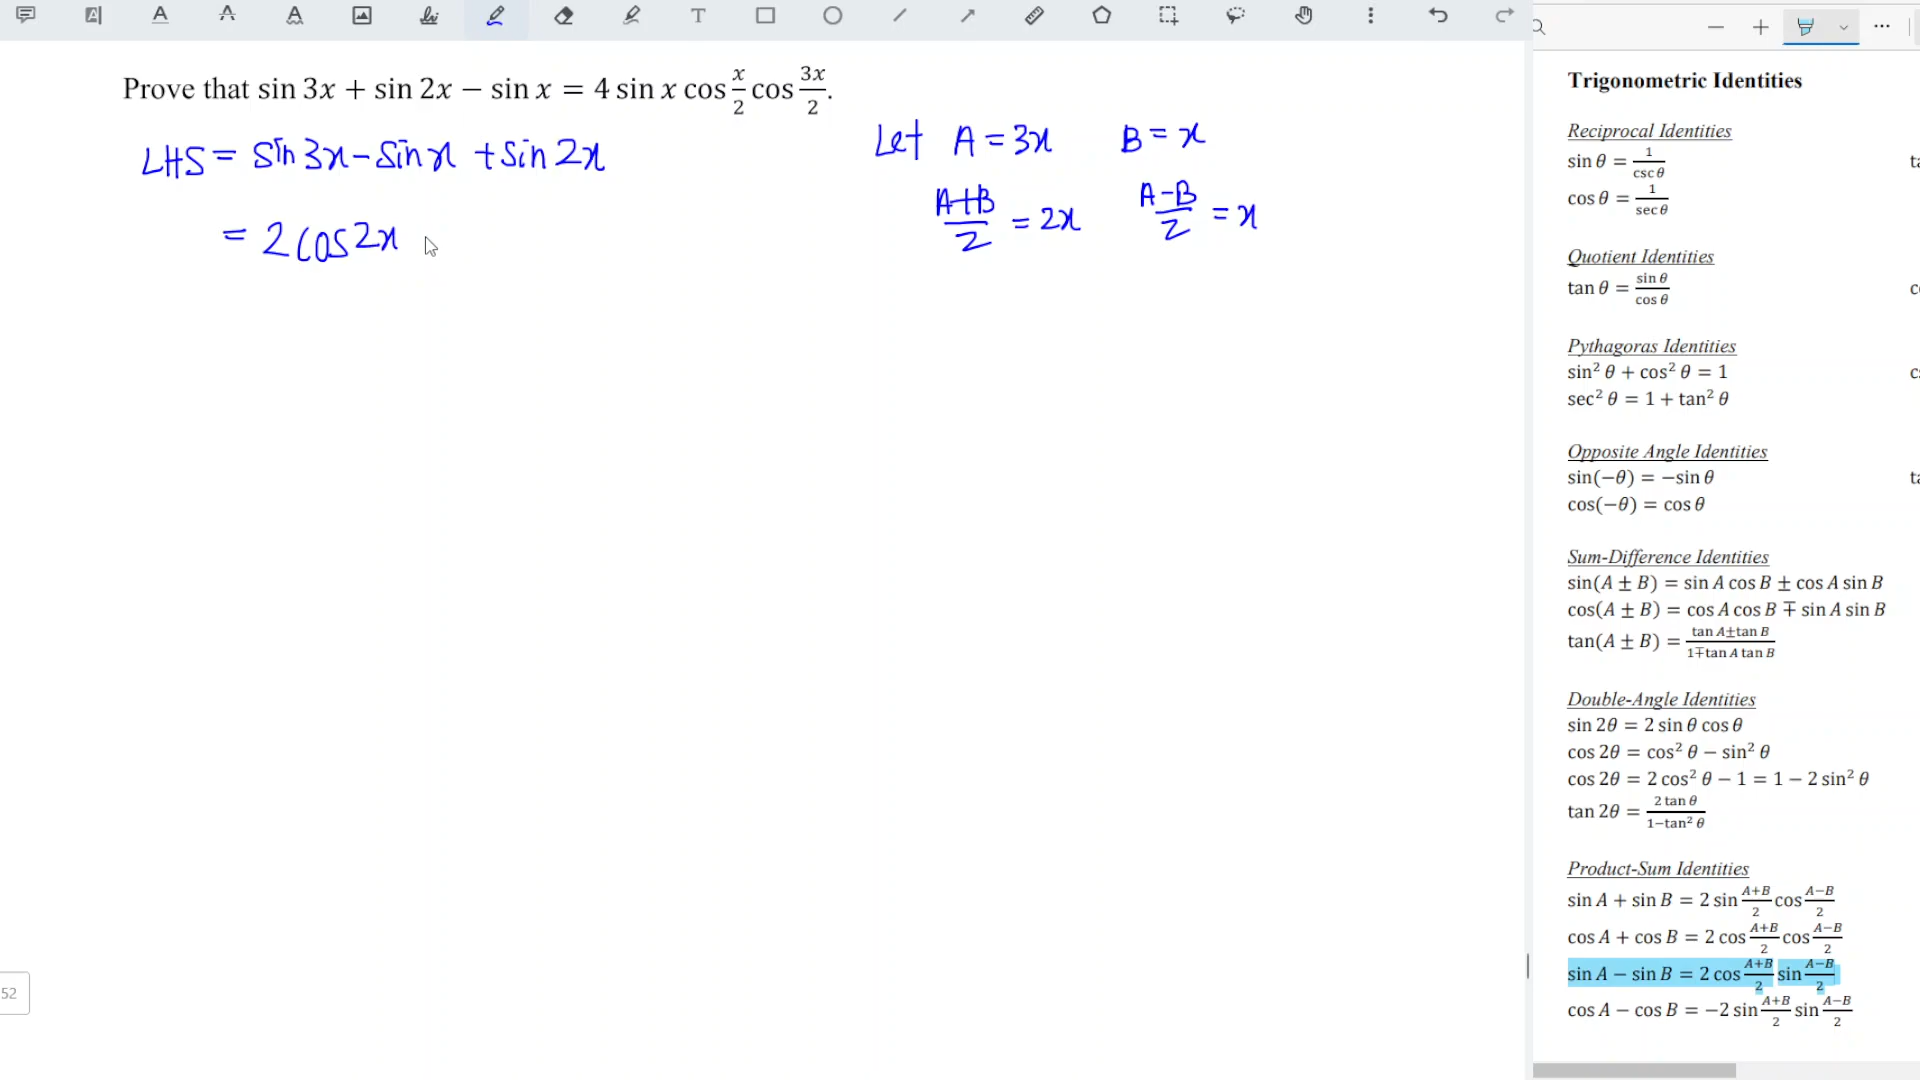 Prove that sin 3x + sin 2x − sin x = 4 sin x cos x/2 cos 3x/2.
LHS = sin 3x − sin x + sin 2x
= 2 cos 2x
Let A = 3x B = x
(A+B)/2 = 2x (A−B)/2 = x
52
Trigonometric Identities
Reciprocal Identities
sin θ = 1/csc θ
cos θ = 1/sec θ
Quotient Identities
tan θ = sin θ/cos θ
Pythagoras Identities
sin² θ + cos² θ = 1
sec² θ = 1 + tan² θ
Opposite Angle Identities
sin(−θ) = −sin θ
cos(−θ) = cos θ
Sum-Difference Identities
sin(A ± B) = sin A cos B ± cos A sin B
cos(A ± B) = cos A cos B ∓ sin A sin B
tan(A ± B) = (tan A±tan B)/(1∓tan A tan B)
Double-Angle Identities
sin 2θ = 2 sin θ cos θ
cos 2θ = cos² θ − sin² θ
cos 2θ = 2 cos² θ − 1 = 1 − 2 sin² θ
tan 2θ = (2 tan θ)/(1−tan² θ)
Product-Sum Identities
sin A + sin B = 2 sin (A+B)/2 cos (A−B)/2
cos A + cos B = 2 cos (A+B)/2 cos (A−B)/2
sin A − sin B = 2 cos (A+B)/2 sin (A−B)/2
cos A − cos B = −2 sin (A+B)/2 sin (A−B)/2